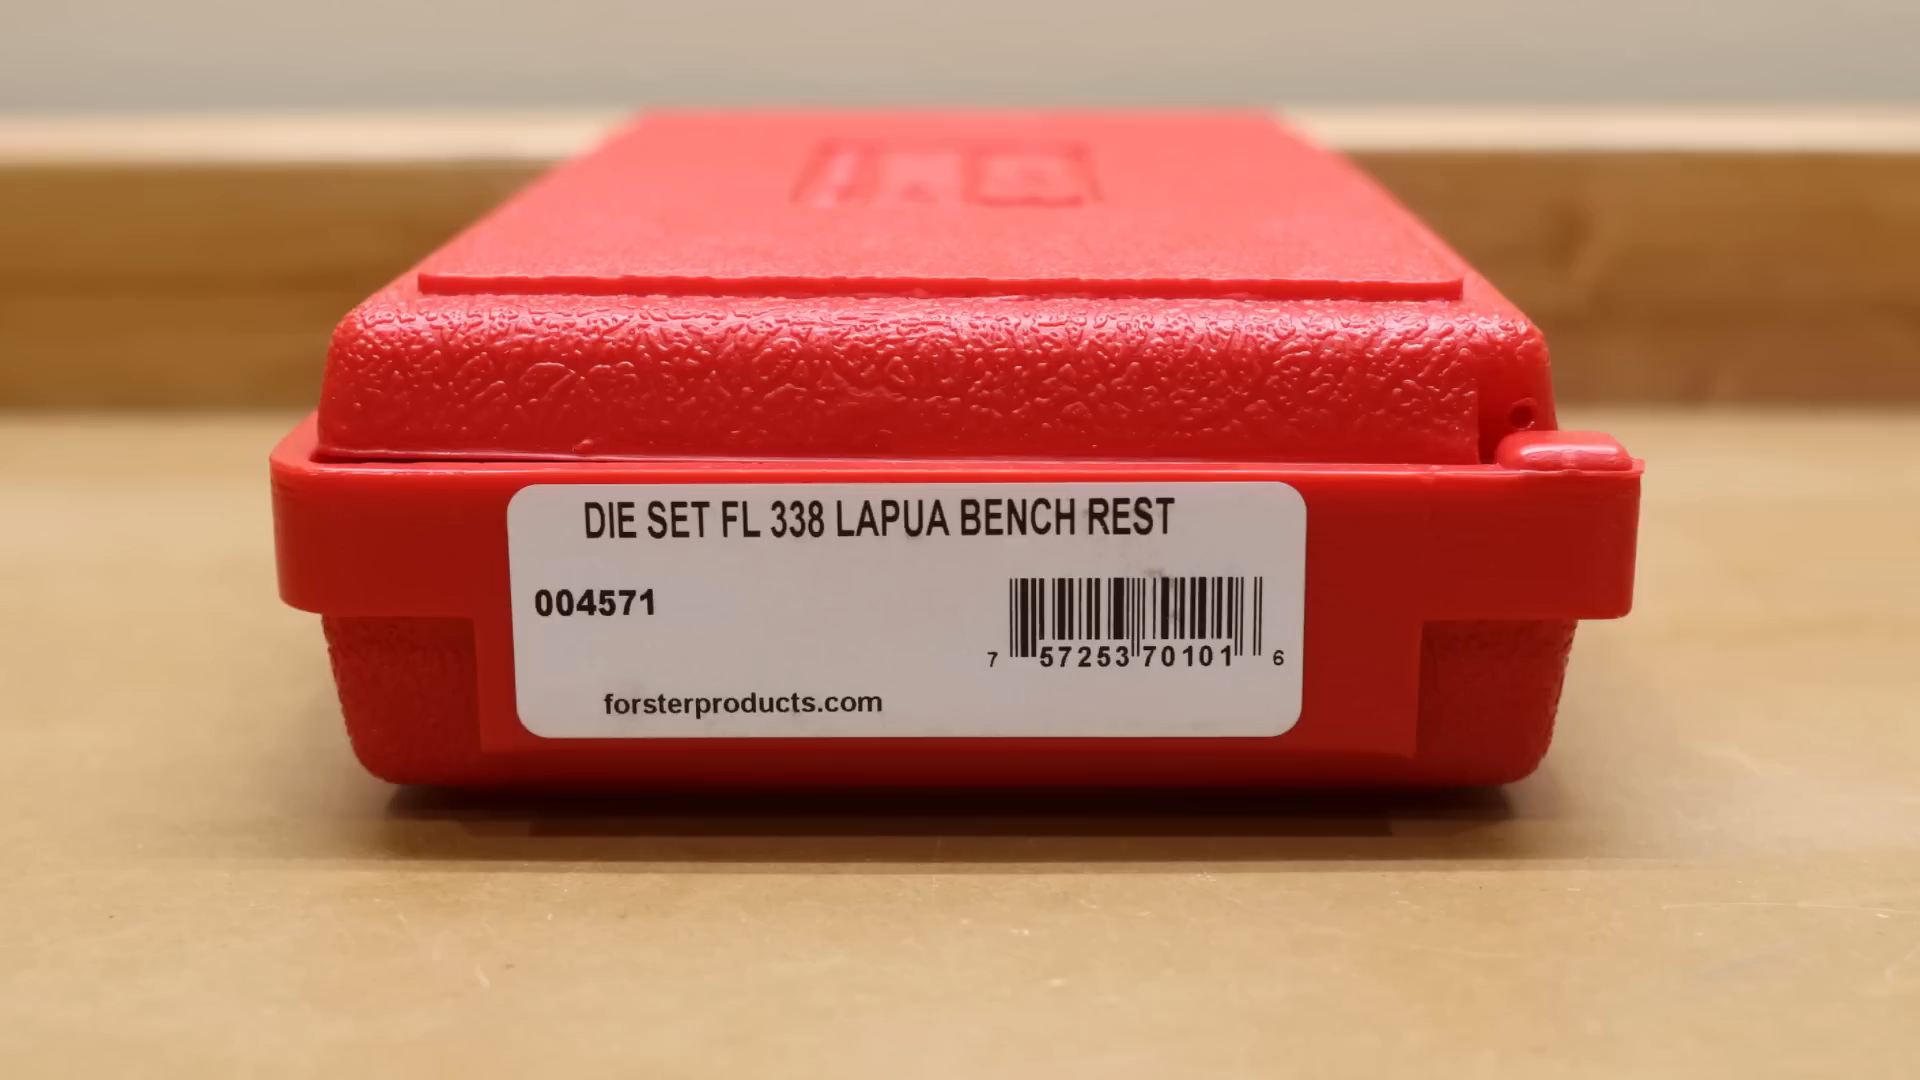 DIE SET FL 338 LAPUA BENCH REST
004571
7 57253 70101 6
forsterproducts.com